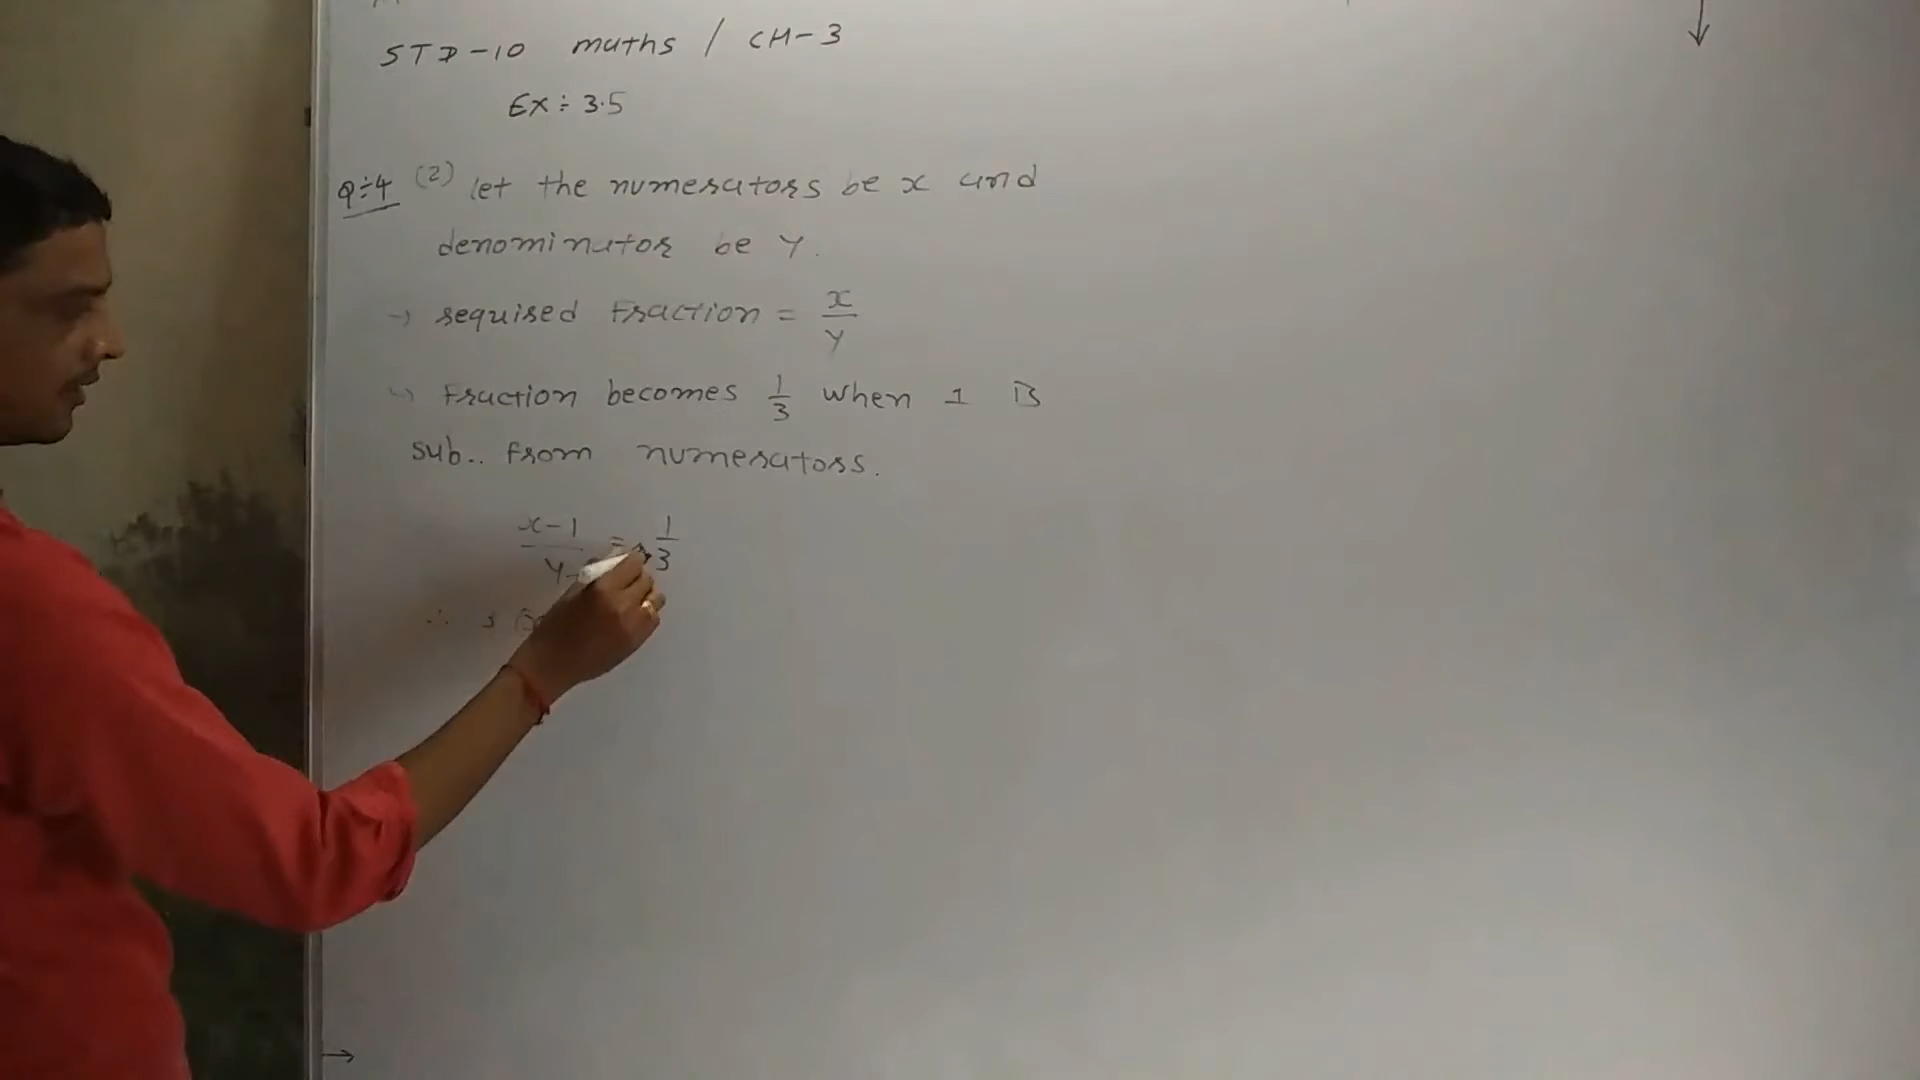 STD-10 maths / CH-3
Ex÷3.5
Q÷4 (2) let the numerators be x and
denominator be y.
→ required Fraction = x/y
↪ Fraction becomes 1/3 when 1 is
sub.. from numerators.
x-1/y = 1/3
∴ 3